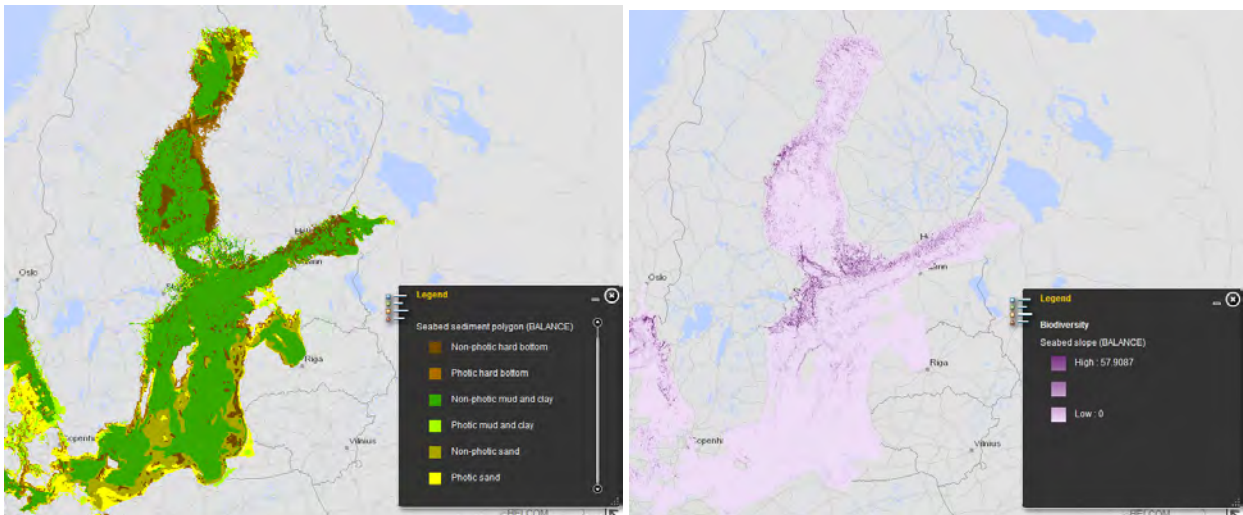 Oslo
Riga
Vilnius
Legend
Seabed sediment polygon (BALANCE)
Non-photic hard bottom
Photic hard bottom
Non-photic mud and clay
Photic mud and clay
Non-photic sand
Photic sand
HELCOM
Oslo
Riga
Vilnius
Legend
Biodiversity
Seabed slope (BALANCE)
High : 57.9087
Low : 0
HELCOM